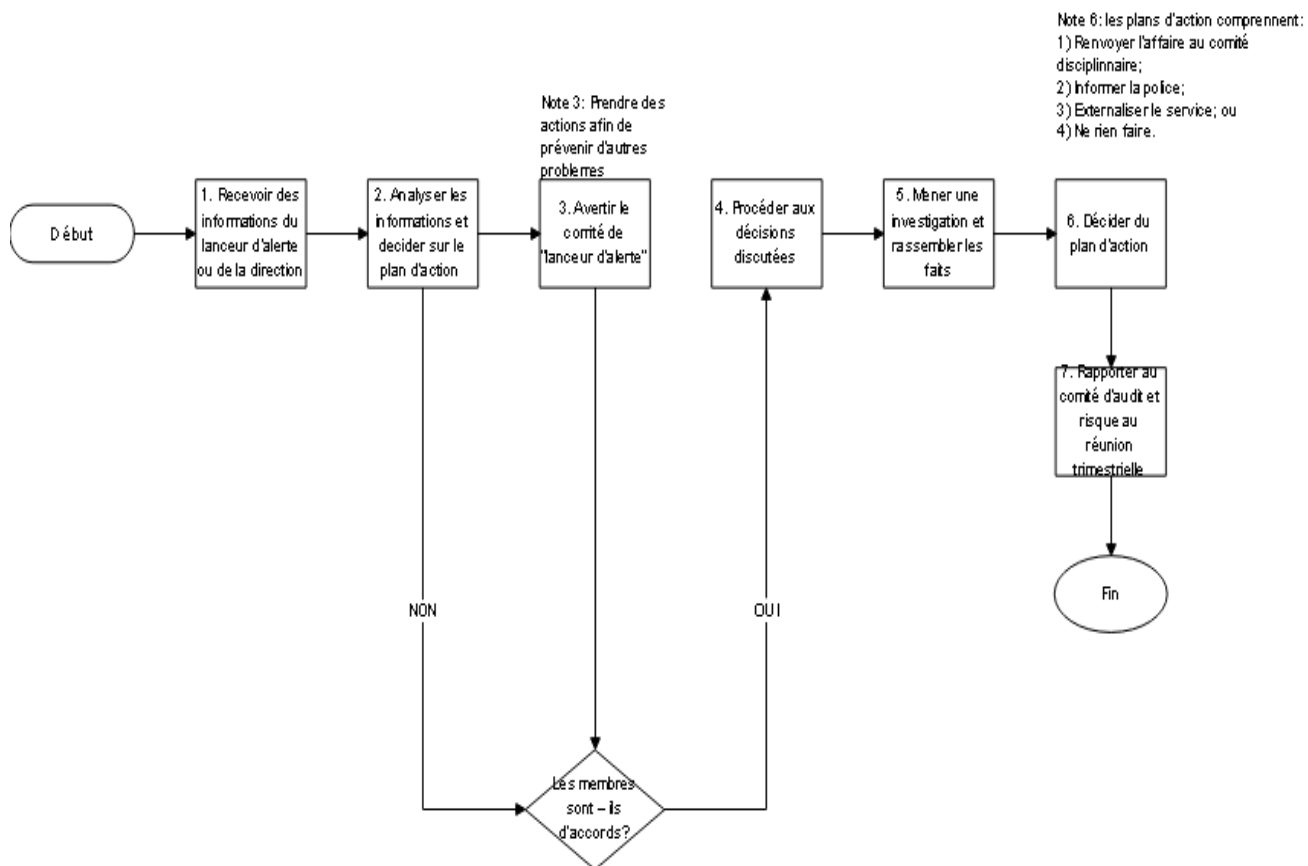 Note 6: les plans d'action comprennent:
1) Renvoyer l'affaire au comité
disciplinnaire;
2) Informer la police;
3) Externaliser le service; ou
4) Ne rien faire.
Note 3: Prendre des
actions afin de
prévenir d'autres
problemes
Début
1. Recevoir des
informations du
lanceur d'alerte
ou de la direction
2. Analyser les
informations et
decider sur le
plan d'action
3. Avertir le
comité de
"lanceur d'alerte"
4. Procéder aux
décisions
discutées
5. Mener une
investigation et
rassembler les
faits
6. Décider du
plan d'action
7. Rapporter au
comité d'audit et
risque au
réunion
trimestrielle
Fin
NON
OUI
Les membres
sont – ils
d'accords?